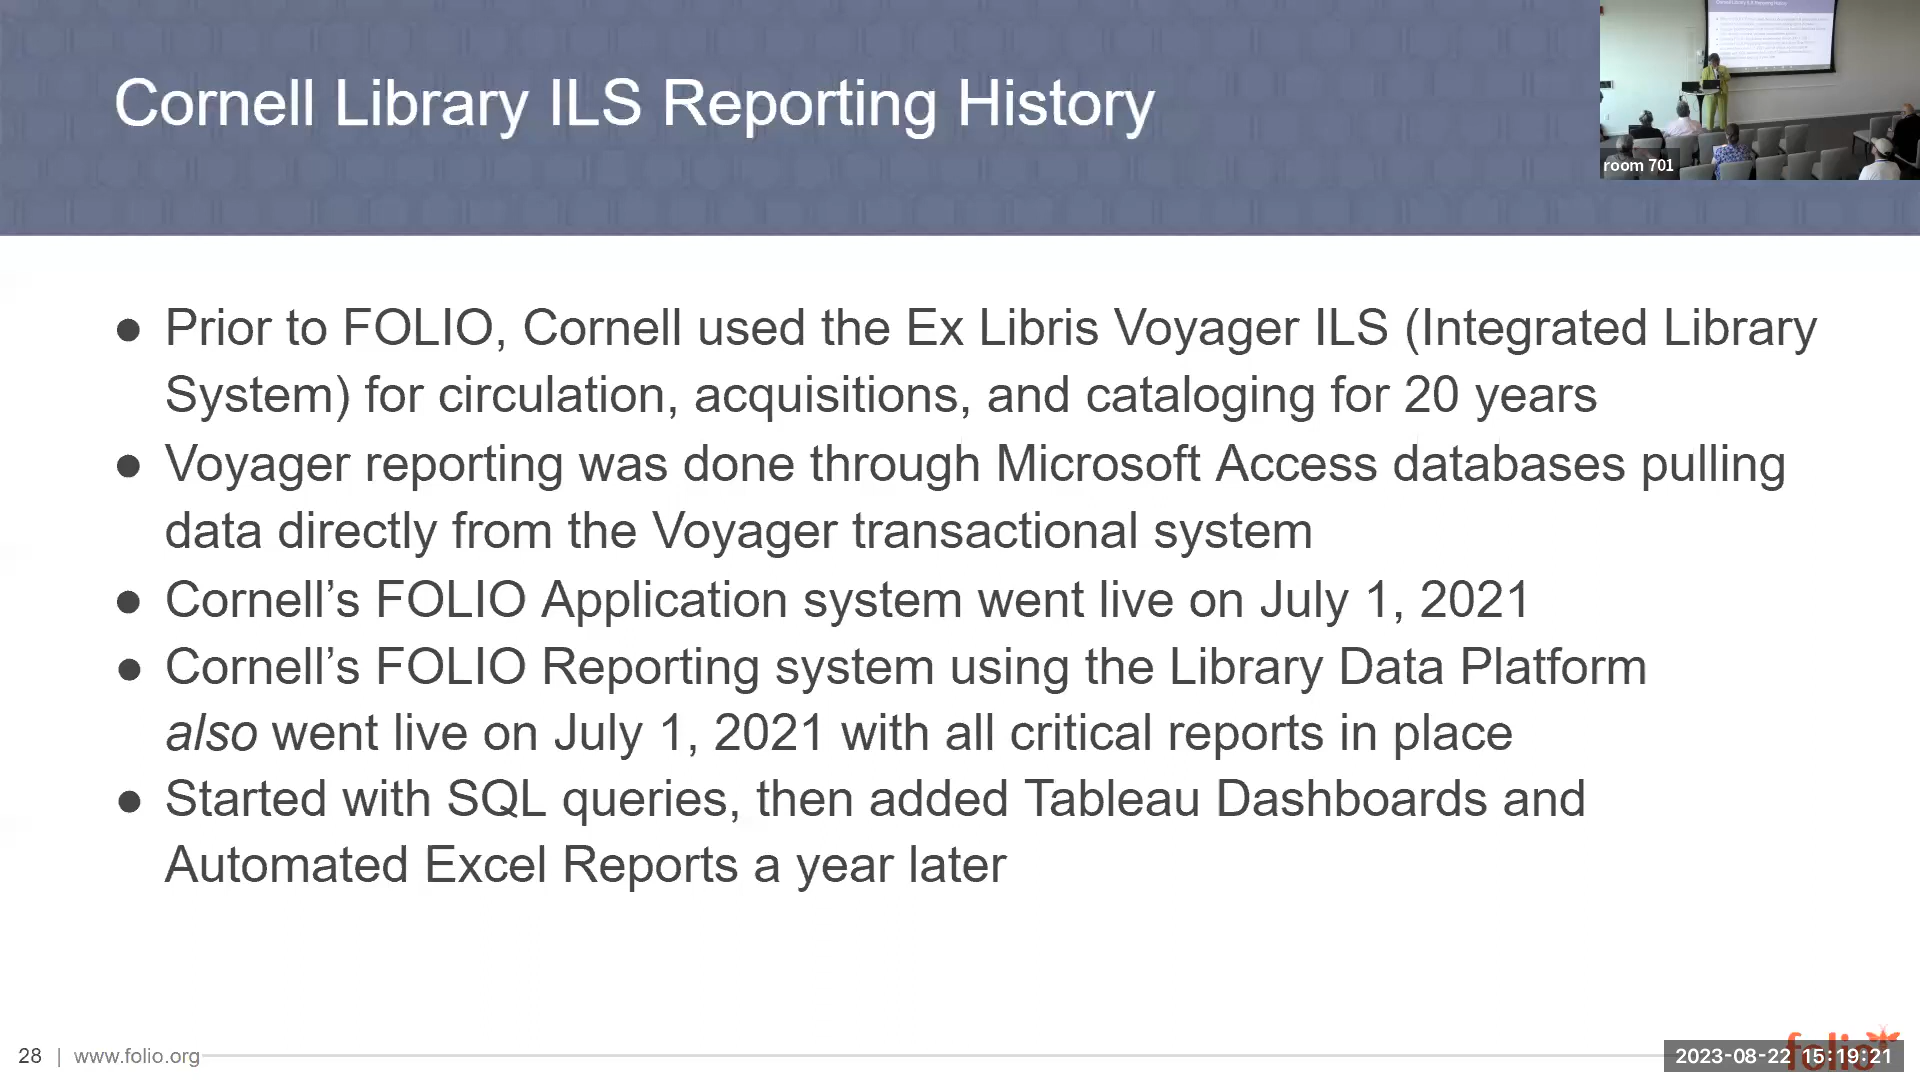 Cornell Library ILS Reporting History
room 701
● Prior to FOLIO, Cornell used the Ex Libris Voyager ILS (Integrated Library
System) for circulation, acquisitions, and cataloging for 20 years
● Voyager reporting was done through Microsoft Access databases pulling
data directly from the Voyager transactional system
● Cornell’s FOLIO Application system went live on July 1, 2021
● Cornell’s FOLIO Reporting system using the Library Data Platform
also went live on July 1, 2021 with all critical reports in place
● Started with SQL queries, then added Tableau Dashboards and
Automated Excel Reports a year later
28 | www.folio.org
folio
2023-08-22 15:19:21